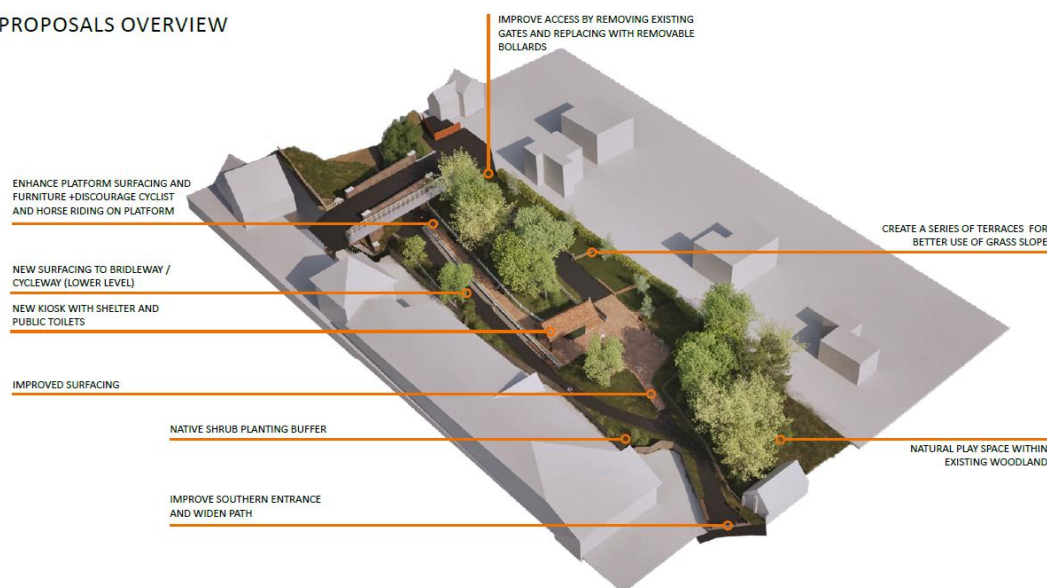 PROPOSALS OVERVIEW
IMPROVE ACCESS BY REMOVING EXISTING
GATES AND REPLACING WITH REMOVABLE
BOLLARDS
ENHANCE PLATFORM SURFACING AND
FURNITURE +DISCOURAGE CYCLIST
AND HORSE RIDING ON PLATFORM
CREATE A SERIES OF TERRACES FOR
BETTER USE OF GRASS SLOPE
NEW SURFACING TO BRIDLEWAY /
CYCLEWAY (LOWER LEVEL)
NEW KIOSK WITH SHELTER AND
PUBLIC TOILETS
IMPROVED SURFACING
NATIVE SHRUB PLANTING BUFFER
NATURAL PLAY SPACE WITHIN
EXISTING WOODLAND
IMPROVE SOUTHERN ENTRANCE
AND WIDEN PATH